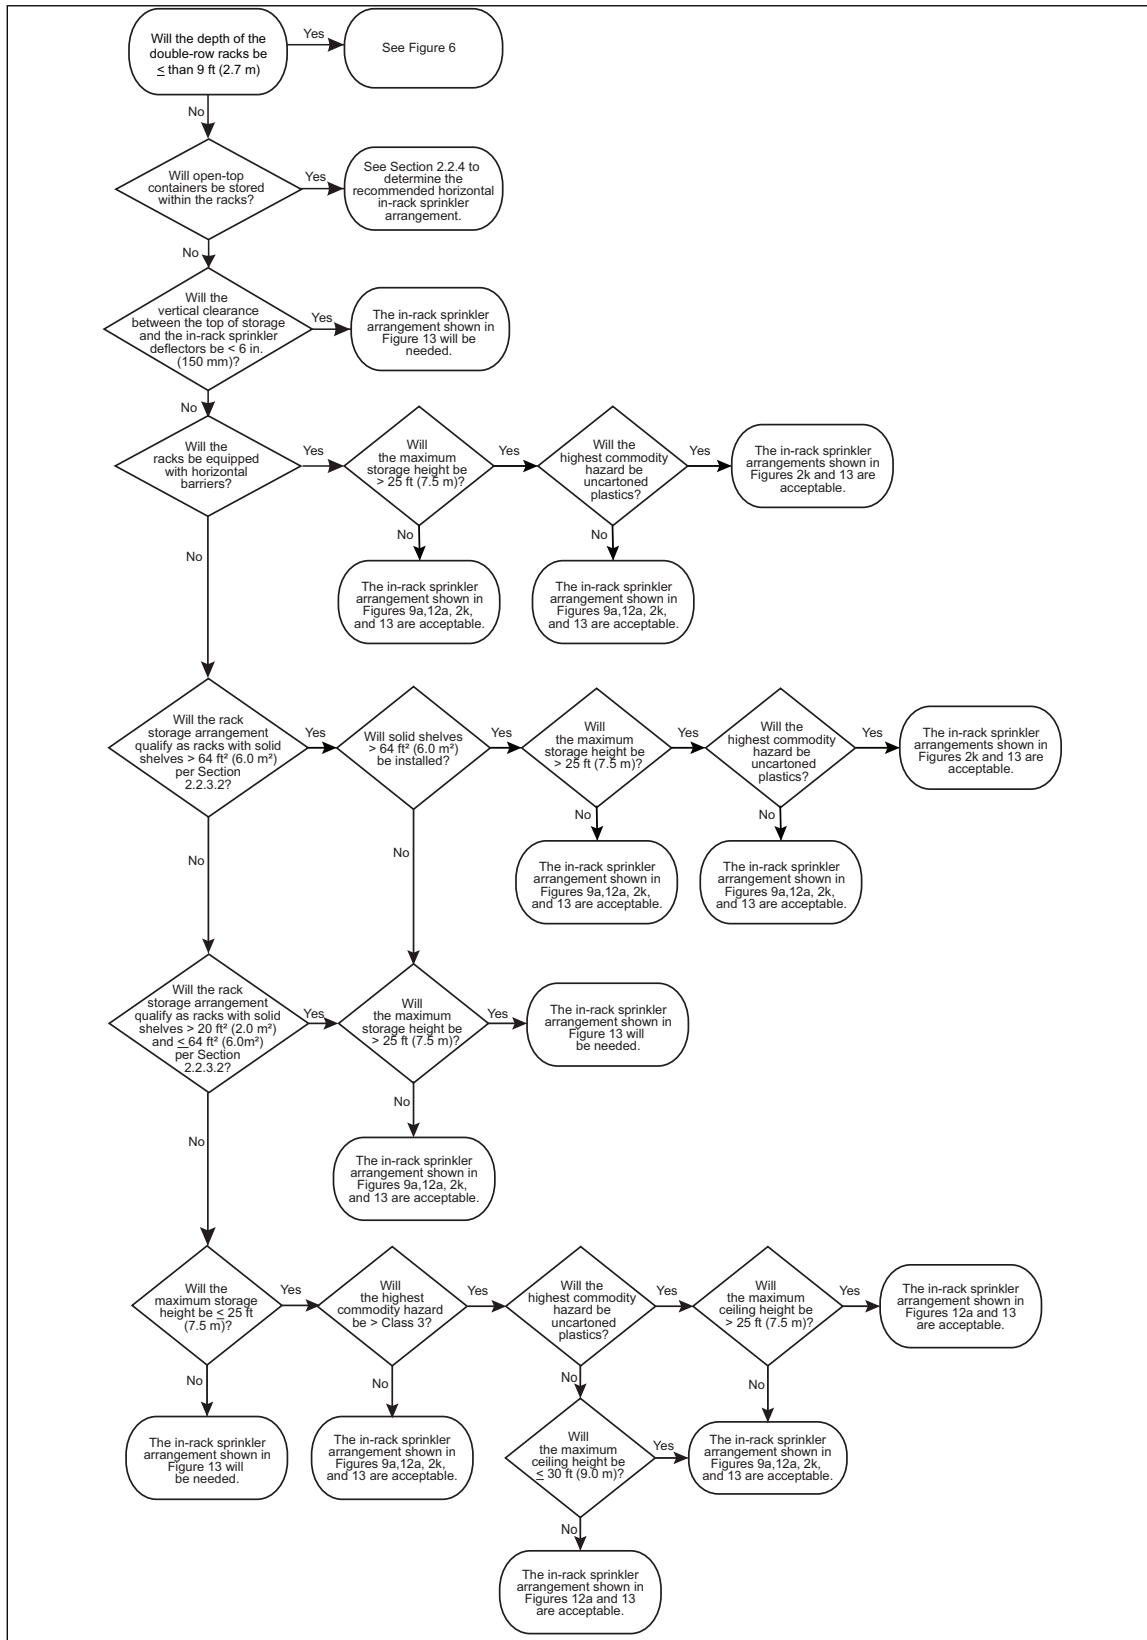 Will the depth of the
double-row racks be
≤ than 9 ft (2.7 m)
Yes
See Figure 6
No
Will open-top
containers be stored
within the racks?
Yes
See Section 2.2.4 to
determine the
recommended horizontal
in-rack sprinkler
arrangement.
No
Will the
vertical clearance
between the top of storage
and the in-rack sprinkler
deflectors be < 6 in.
(150 mm)?
Yes
The in-rack sprinkler
arrangement shown in
Figure 13 will be
needed.
No
Will the
racks be equipped
with horizontal
barriers?
Yes
Will
the maximum
storage height be
> 25 ft (7.5 m)?
Yes
Will the
highest commodity
hazard be
uncartoned
plastics?
Yes
The in-rack sprinkler
arrangements shown in
Figures 2k and 13 are
acceptable.
No
No
No
The in-rack sprinkler
arrangement shown in
Figures 9a,12a, 2k,
and 13 are acceptable.
The in-rack sprinkler
arrangement shown in
Figures 9a,12a, 2k,
and 13 are acceptable.
Will the rack
storage arrangement
qualify as racks with solid
shelves > 64 ft² (6.0 m²)
per Section
2.2.3.2?
Yes
Will solid shelves
> 64 ft² (6.0 m²)
be installed?
Yes
Will
the maximum
storage height be
> 25 ft (7.5 m)?
Yes
Will the
highest commodity
hazard be
uncartoned
plastics?
Yes
The in-rack sprinkler
arrangements shown in
Figures 2k and 13 are
acceptable.
No
No
No
No
The in-rack sprinkler
arrangement shown in
Figures 9a,12a, 2k,
and 13 are acceptable.
The in-rack sprinkler
arrangement shown in
Figures 9a,12a, 2k,
and 13 are acceptable.
Will the rack
storage arrangement
qualify as racks with solid
shelves > 20 ft² (2.0 m²)
and ≤ 64 ft² (6.0m²)
per Section
2.2.3.2?
Yes
Will
the maximum
storage height be
> 25 ft (7.5 m)?
Yes
The in-rack sprinkler
arrangement shown in
Figure 13 will
be needed.
No
No
The in-rack sprinkler
arrangement shown in
Figures 9a,12a, 2k,
and 13 are acceptable.
Will the
maximum storage
height be ≤ 25 ft
(7.5 m)?
Yes
Will
the highest
commodity hazard
be > Class 3?
Yes
Will the
highest commodity
hazard be
uncartoned
plastics?
Yes
Will
the maximum
ceiling height be
> 25 ft (7.5 m)?
Yes
The in-rack sprinkler
arrangement shown in
Figures 12a and 13
are acceptable.
No
No
No
No
The in-rack sprinkler
arrangement shown in
Figure 13 will
be needed.
The in-rack sprinkler
arrangement shown in
Figures 9a,12a, 2k,
and 13 are acceptable.
Will
the maximum
ceiling height be
≤ 30 ft (9.0 m)?
Yes
The in-rack sprinkler
arrangement shown in
Figures 9a,12a, 2k,
and 13 are acceptable.
No
The in-rack sprinkler
arrangement shown in
Figures 12a and 13
are acceptable.